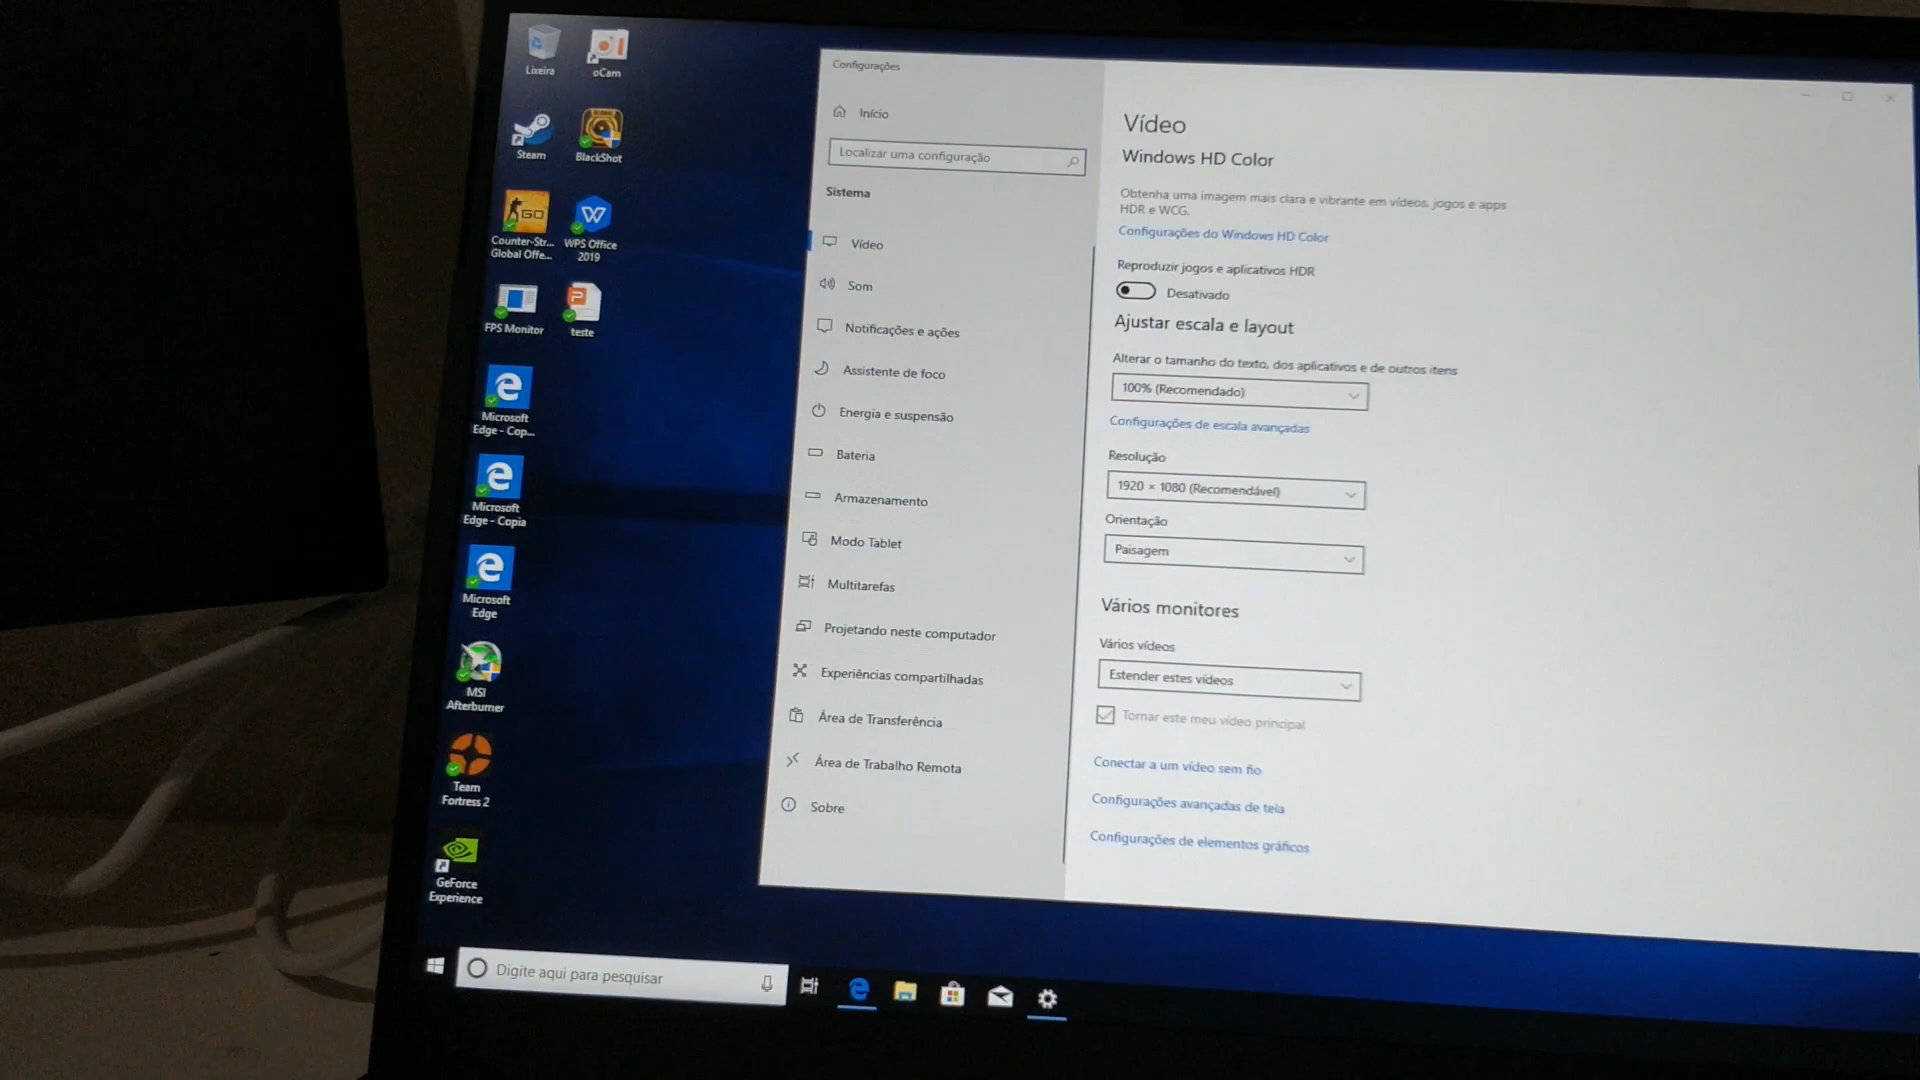 Lixeira
oCam
Steam
BlackShot
GO
Counter-Str...
Global Offe...
WPS Office
2019
FPS Monitor
teste
Microsoft
Edge - Cop...
Microsoft
Edge - Copia
Microsoft
Edge
MSI
Afterburner
Team
Fortress 2
GeForce
Experience
Digite aqui para pesquisar
Configurações
Início
Localizar uma configuração
Sistema
Vídeo
Som
Notificações e ações
Assistente de foco
Energia e suspensão
Bateria
Armazenamento
Modo Tablet
Multitarefas
Projetando neste computador
Experiências compartilhadas
Área de Transferência
Área de Trabalho Remota
Sobre
Vídeo
Windows HD Color
Obtenha uma imagem mais clara e vibrante em vídeos, jogos e apps
HDR e WCG.
Configurações do Windows HD Color
Reproduzir jogos e aplicativos HDR
Desativado
Ajustar escala e layout
Alterar o tamanho do texto, dos aplicativos e de outros itens
100% (Recomendado)
Configurações de escala avançadas
Resolução
1920 × 1080 (Recomendável)
Orientação
Paisagem
Vários monitores
Vários vídeos
Estender estes vídeos
Tornar este meu vídeo principal
Conectar a um vídeo sem fio
Configurações avançadas de tela
Configurações de elementos gráficos